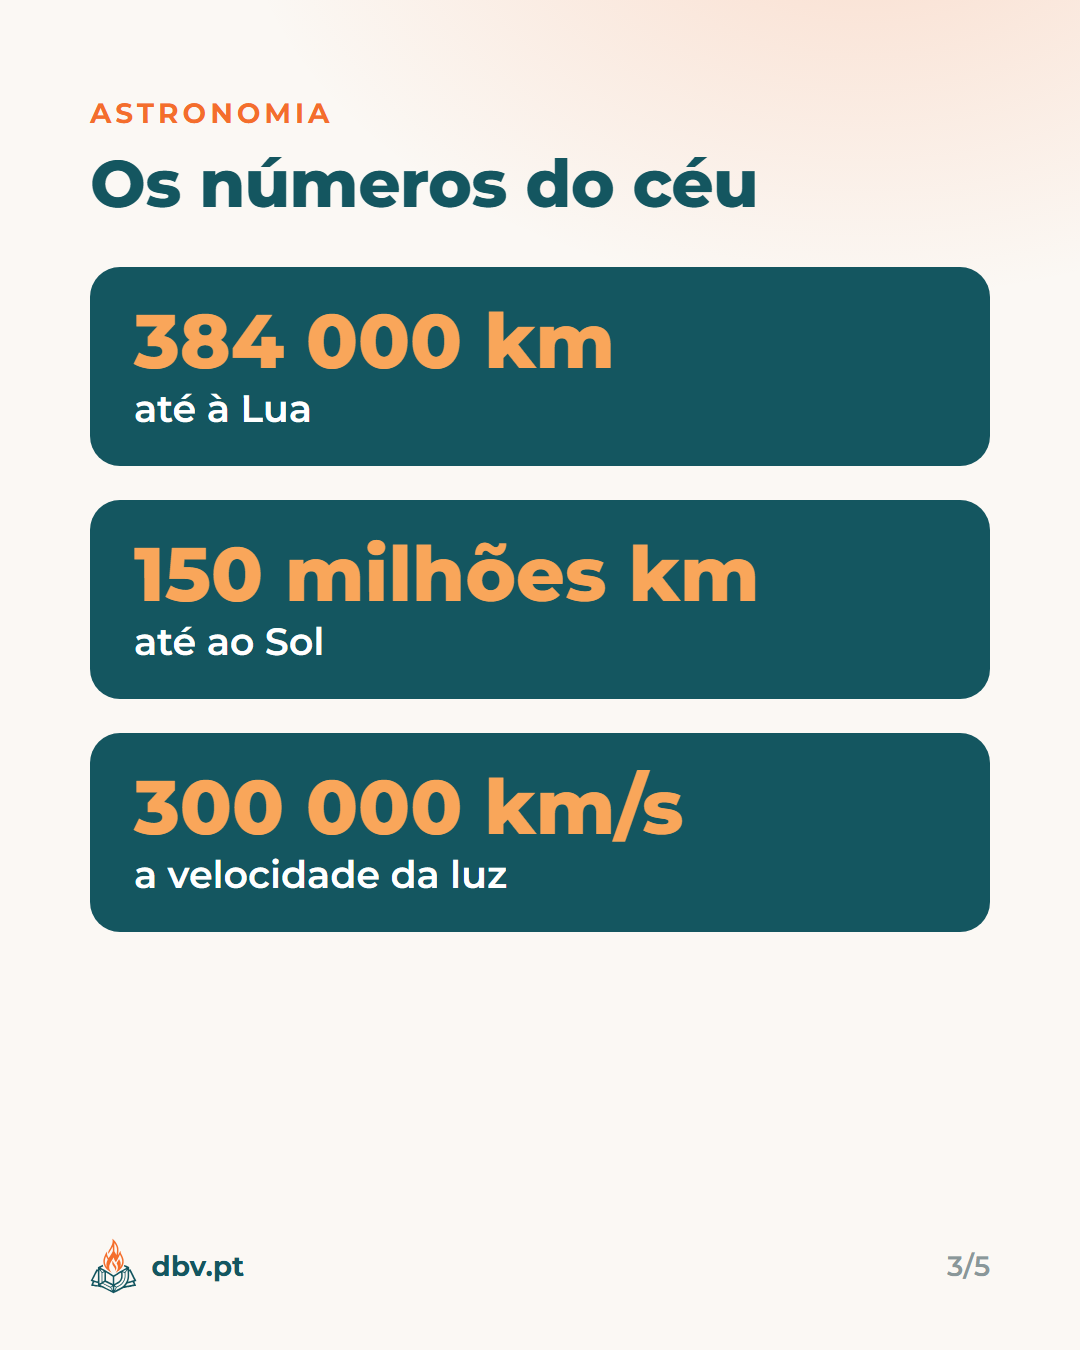 ASTRONOMIA
Os números do céu
384 000 km
até à Lua
150 milhões km
até ao Sol
300 000 km/s
a velocidade da luz
dbv.pt
3/5